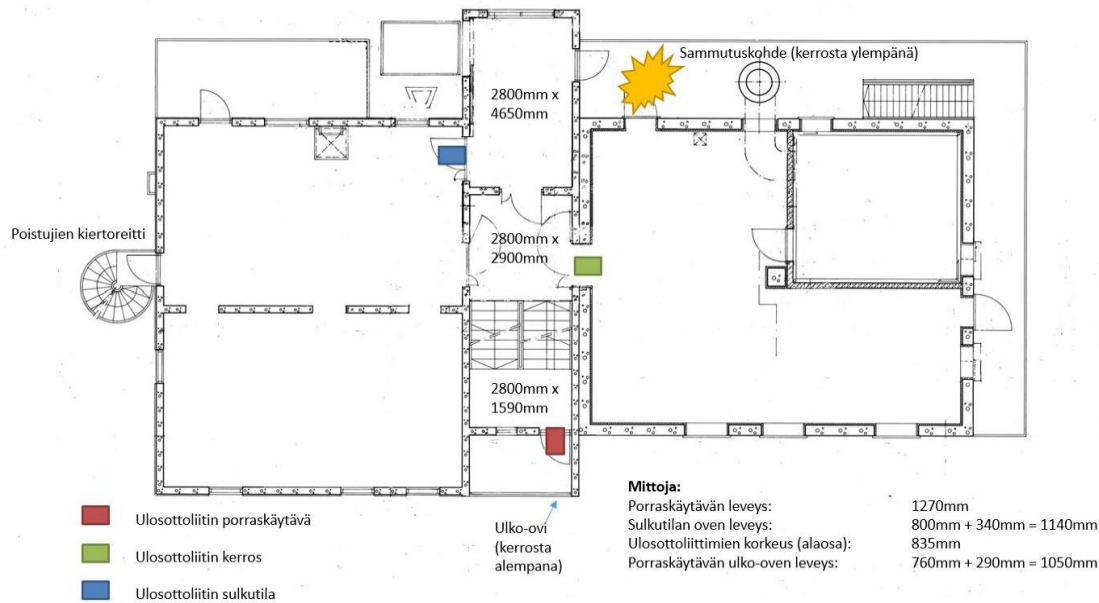 Sammutuskohde (kerrosta ylempänä)
2800mm x
4650mm
Poistujien kiertoreitti
2800mm x
2900mm
2800mm x
1590mm
Ulosottoliitin porraskäytävä
Ulosottoliitin kerros
Ulosottoliitin sulkutila
Ulko-ovi
(kerrosta
alempana)
Mittoja:
Porraskäytävän leveys: 1270mm
Sulkutilan oven leveys: 800mm + 340mm = 1140mm
Ulosottoliittimien korkeus (alaosa): 835mm
Porraskäytävän ulko-oven leveys: 760mm + 290mm = 1050mm